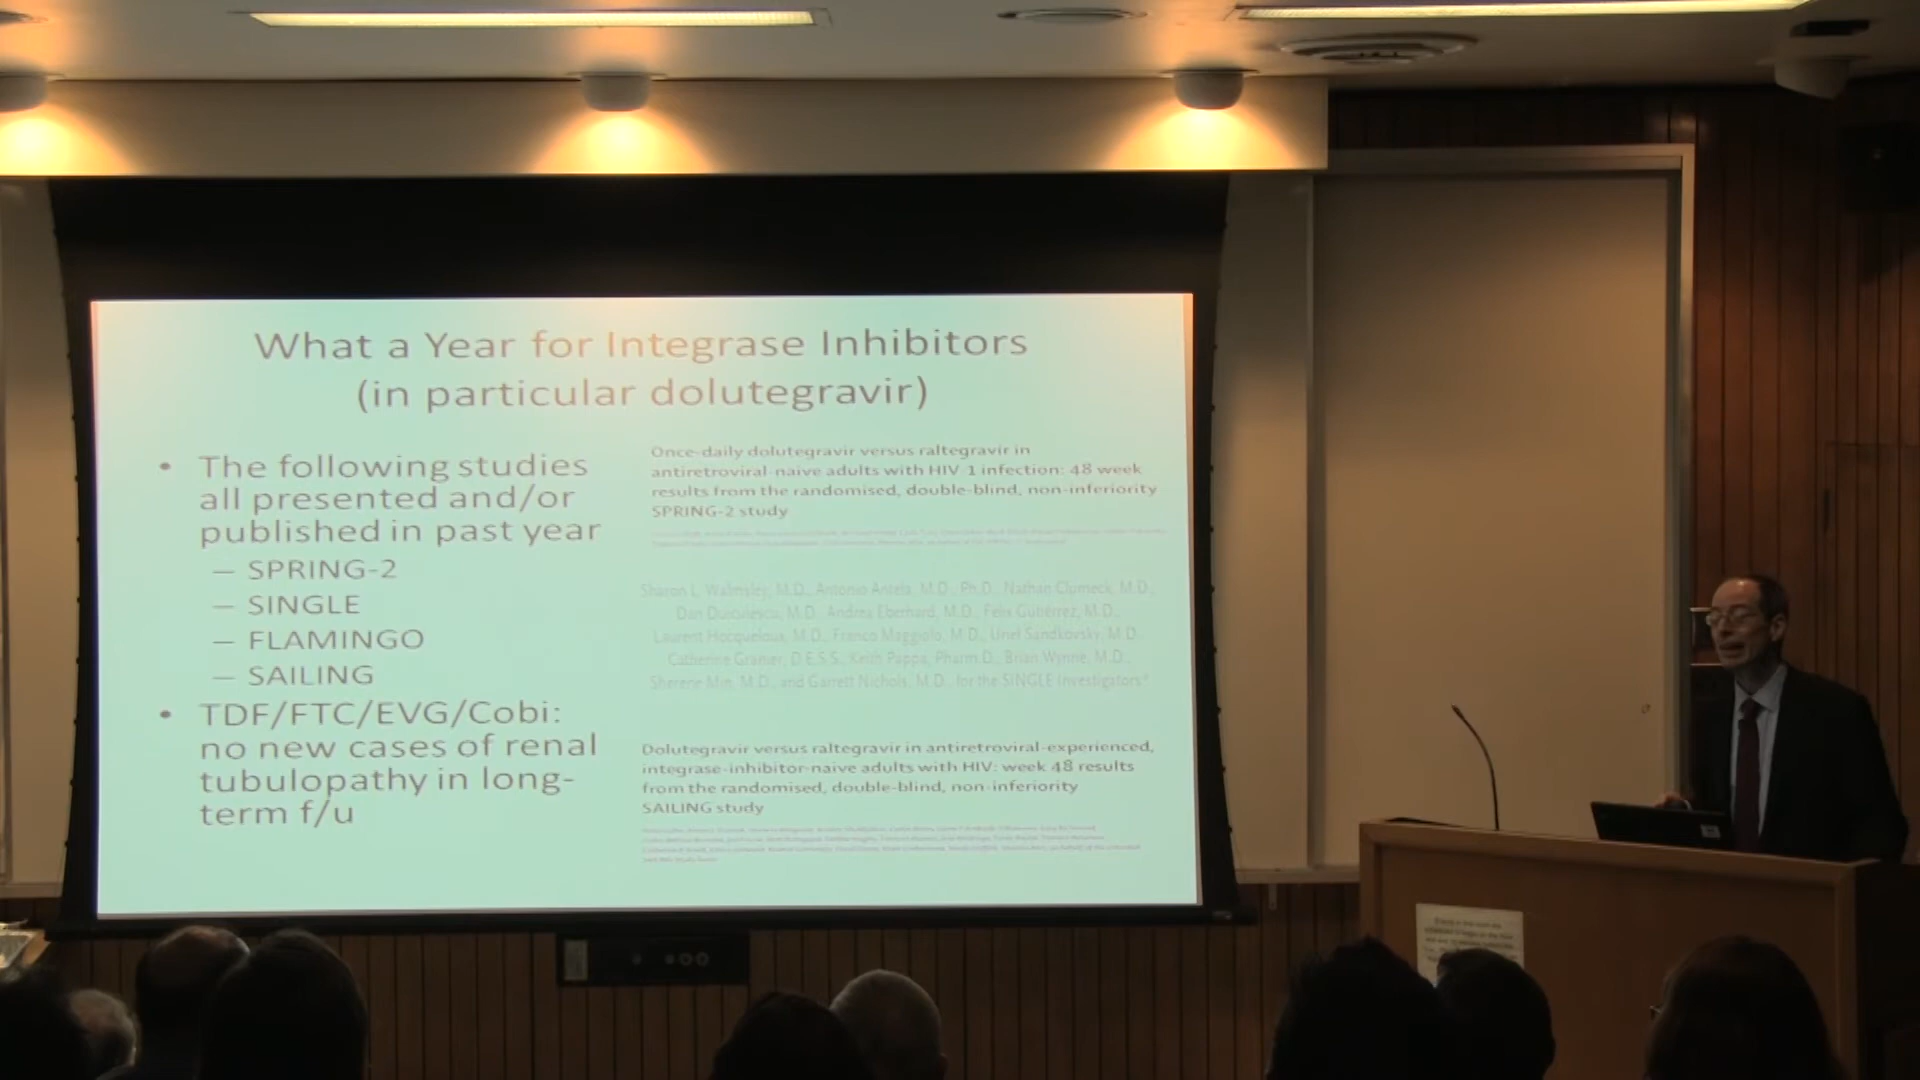 What a Year for Integrase Inhibitors
(in particular dolutegravir)
• The following studies
all presented and/or
published in past year
– SPRING-2
– SINGLE
– FLAMINGO
– SAILING
• TDF/FTC/EVG/Cobi:
no new cases of renal
tubulopathy in long-
term f/u
Once-daily dolutegravir versus raltegravir in
antiretroviral-naive adults with HIV-1 infection: 48 week
results from the randomised, double-blind, non-inferiority
SPRING-2 study
Sharon L. Walmsley, M.D., Antonio Antela, M.D., Ph.D., Nathan Clumeck, M.D.,
Dan Duiculescu, M.D., Andrea Eberhard, M.D., Felix Gutiérrez, M.D.,
Laurent Hocqueloux, M.D., Franco Maggiolo, M.D., Uriel Sandkovsky, M.D.,
Catherine Granier, D.E.S.S., Keith Pappa, Pharm.D., Brian Wynne, M.D.,
Sherene Min, M.D., and Garrett Nichols, M.D., for the SINGLE Investigators*
Dolutegravir versus raltegravir in antiretroviral-experienced,
integrase-inhibitor-naive adults with HIV: week 48 results
from the randomised, double-blind, non-inferiority
SAILING study